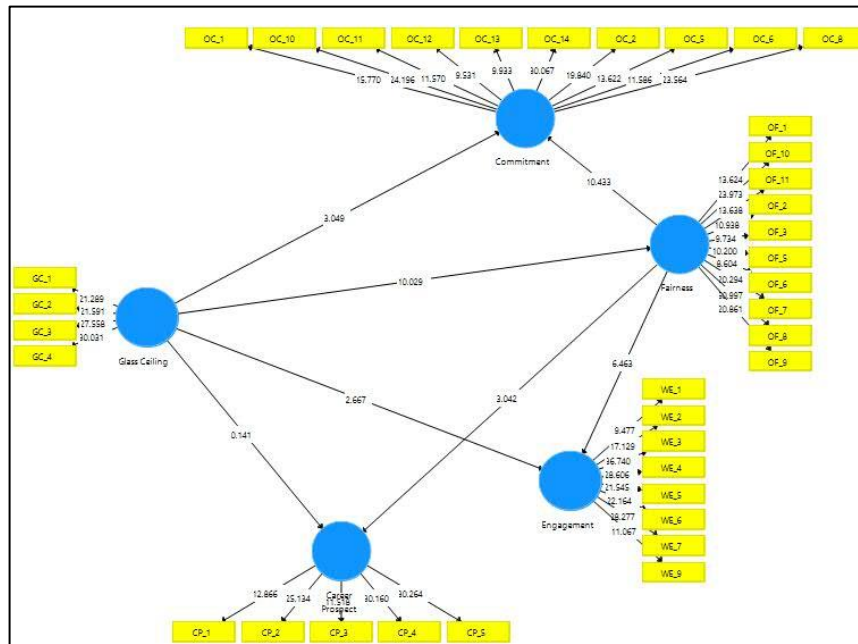 OC_1 OC_10 OC_11 OC_12 OC_13 OC_14 OC_2 OC_5 OC_6 OC_8
15.770 24.196 11.570 9.531 9.933 30.067 19.840 13.622 11.586 23.564
Commitment
OF_1
OF_10
OF_11
OF_2
OF_3
OF_5
OF_6
OF_7
OF_8
OF_9
13.624
23.973
13.638
10.938
9.734
10.200
8.604
20.294
30.997
20.861
Fairness
10.433
3.049
10.029
GC_1
GC_2
GC_3
GC_4
21.289
21.591
27.558
30.031
Glass Ceiling
6.463
2.667
3.042
0.141
WE_1
WE_2
WE_3
WE_4
WE_5
WE_6
WE_7
WE_9
9.477
17.129
36.740
28.606
21.545
22.164
11.067
Engagement
Career
Prospect
12.866 25.134 30.160 30.264
CP_1 CP_2 CP_3 CP_4 CP_5